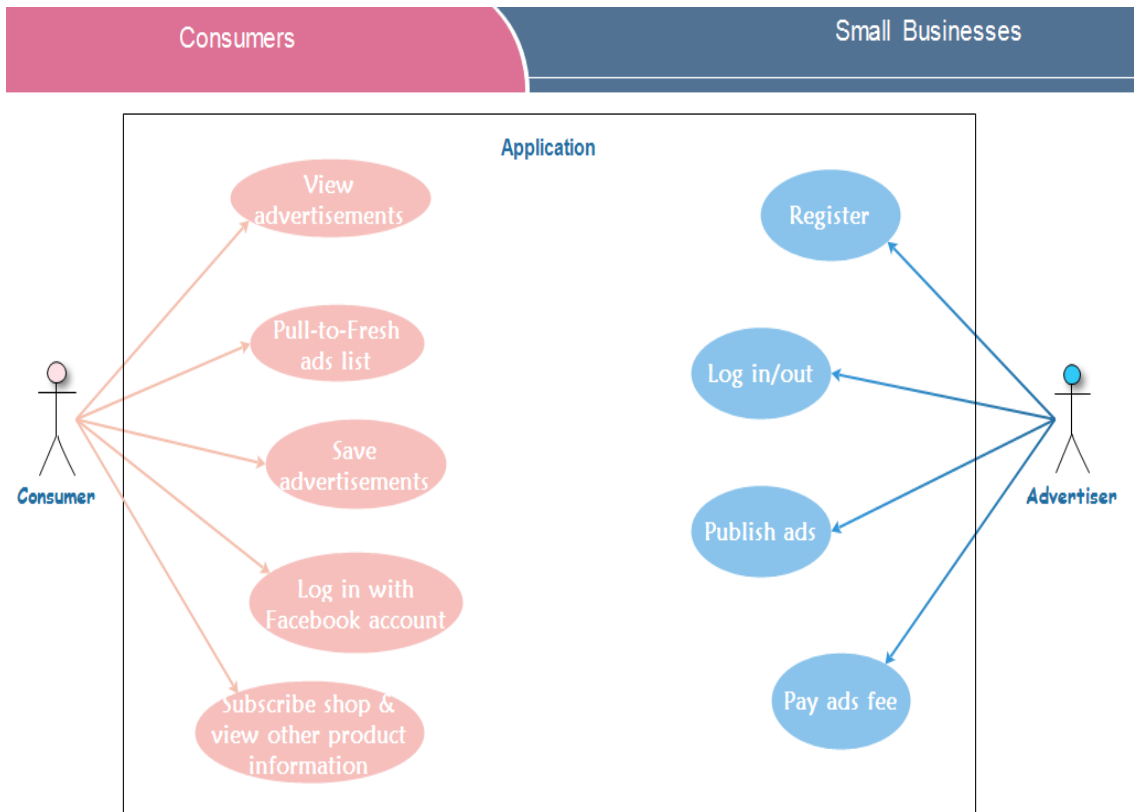 Consumers
Small Businesses
Application
View
advertisements
Pull-to-Fresh
ads list
Save
advertisements
Log in with
Facebook account
Subscribe shop &
view other product
information
Consumer
Register
Log in/out
Publish ads
Pay ads fee
Advertiser